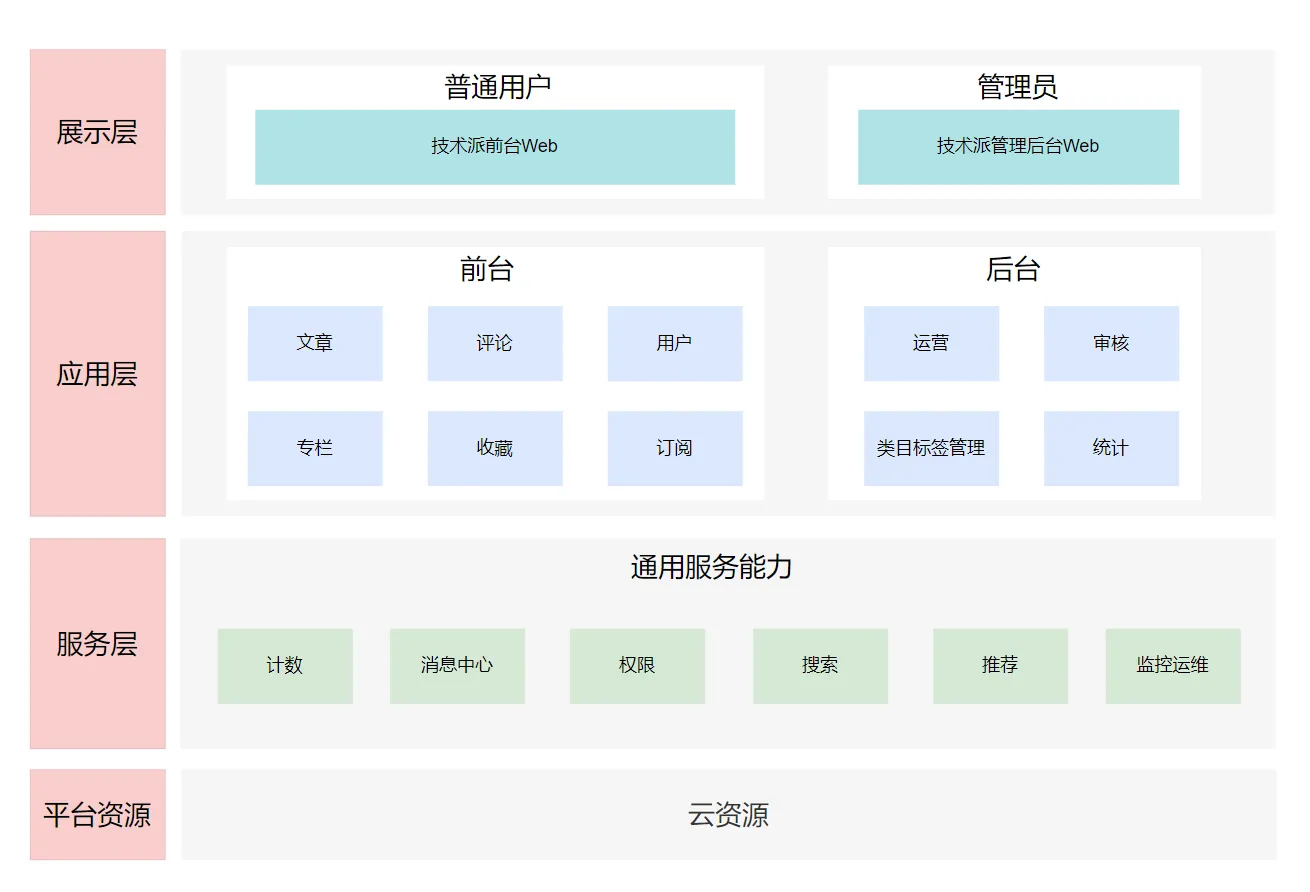 展示层
普通用户
技术派前台Web
管理员
技术派管理后台Web
应用层
前台
文章
评论
用户
专栏
收藏
订阅
后台
运营
审核
类目标签管理
统计
服务层
通用服务能力
计数
消息中心
权限
搜索
推荐
监控运维
平台资源
云资源